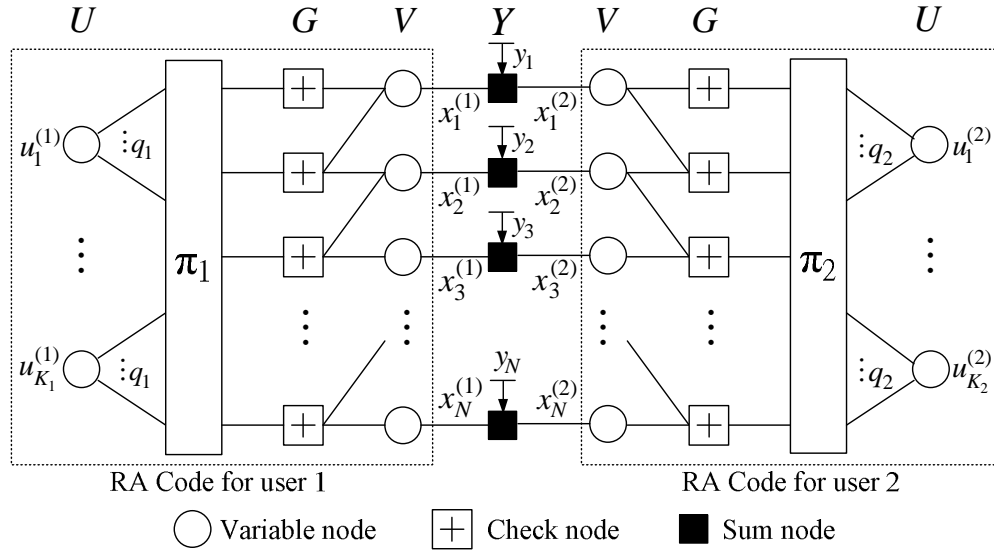 U G V Y V G U
y_1
x_1^{(1)} x_1^{(2)}
u_1^{(1)} ⋮q_1 ⋮q_2 u_1^{(2)}
y_2
x_2^{(1)} x_2^{(2)}
y_3
π_1 π_2
x_3^{(1)} x_3^{(2)}
u_{K_1}^{(1)} ⋮q_1 ⋮q_2 u_{K_2}^{(2)}
y_N
x_N^{(1)} x_N^{(2)}
RA Code for user 1 RA Code for user 2
Variable node + Check node Sum node